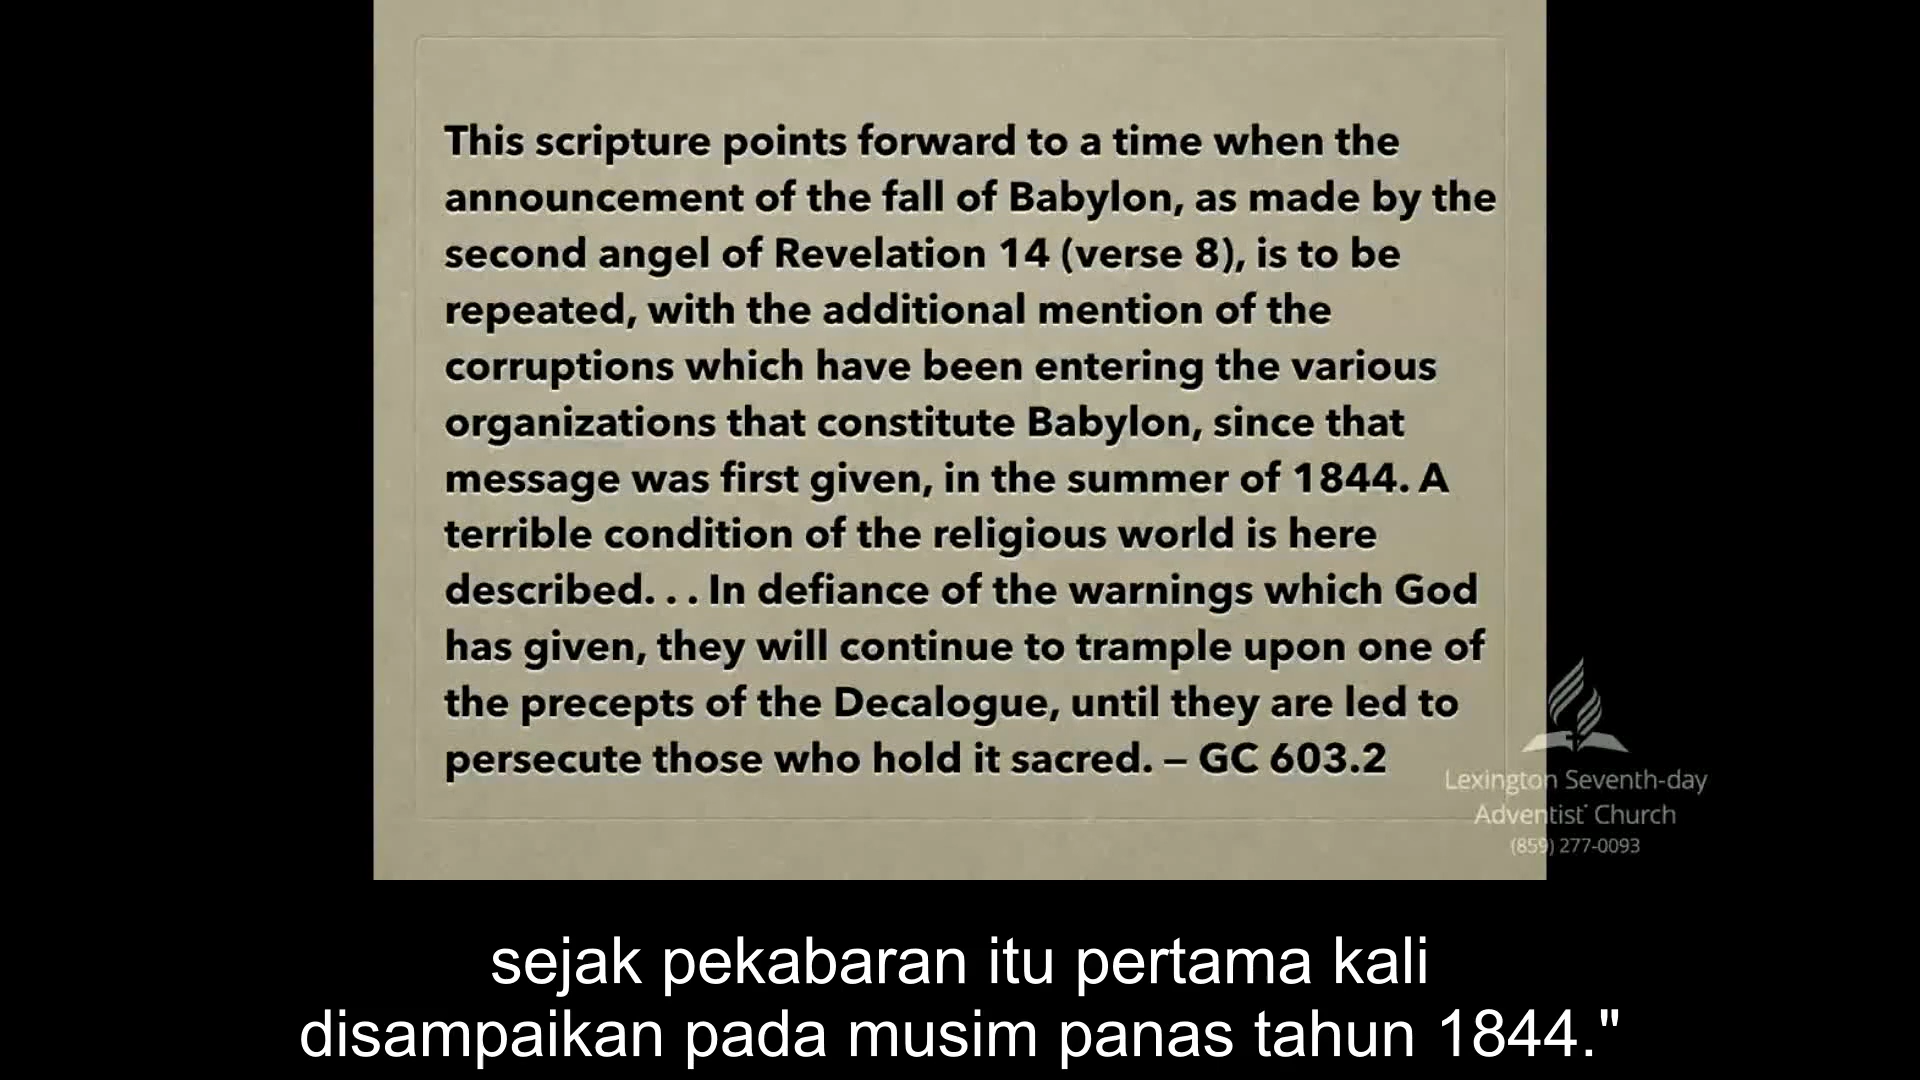 This scripture points forward to a time when the
announcement of the fall of Babylon, as made by the
second angel of Revelation 14 (verse 8), is to be
repeated, with the additional mention of the
corruptions which have been entering the various
organizations that constitute Babylon, since that
message was first given, in the summer of 1844. A
terrible condition of the religious world is here
described. . . In defiance of the warnings which God
has given, they will continue to trample upon one of
the precepts of the Decalogue, until they are led to
persecute those who hold it sacred. – GC 603.2
Lexington Seventh-day
Adventist® Church
(859) 277-0093
sejak pekabaran itu pertama kali
disampaikan pada musim panas tahun 1844."